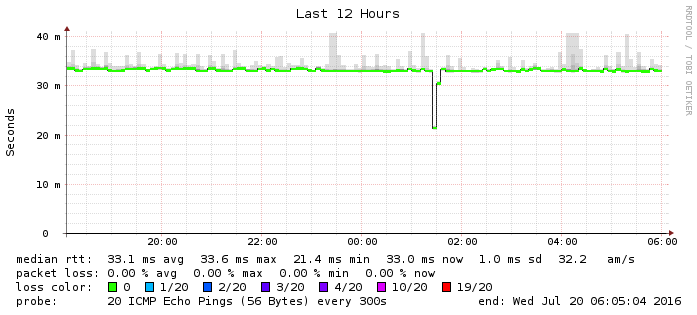 Last 12 Hours
RRDTOOL / TOBI OETIKER
Seconds
40 m
30 m
20 m
10 m
0
20:00 22:00 00:00 02:00 04:00 06:00
median rtt: 33.1 ms avg 33.6 ms max 21.4 ms min 33.0 ms now 1.0 ms sd 32.2 am/s
packet loss: 0.00 % avg 0.00 % max 0.00 % min 0.00 % now
loss color: 0 1/20 2/20 3/20 4/20 10/20 19/20
probe: 20 ICMP Echo Pings (56 Bytes) every 300s end: Wed Jul 20 06:05:04 2016